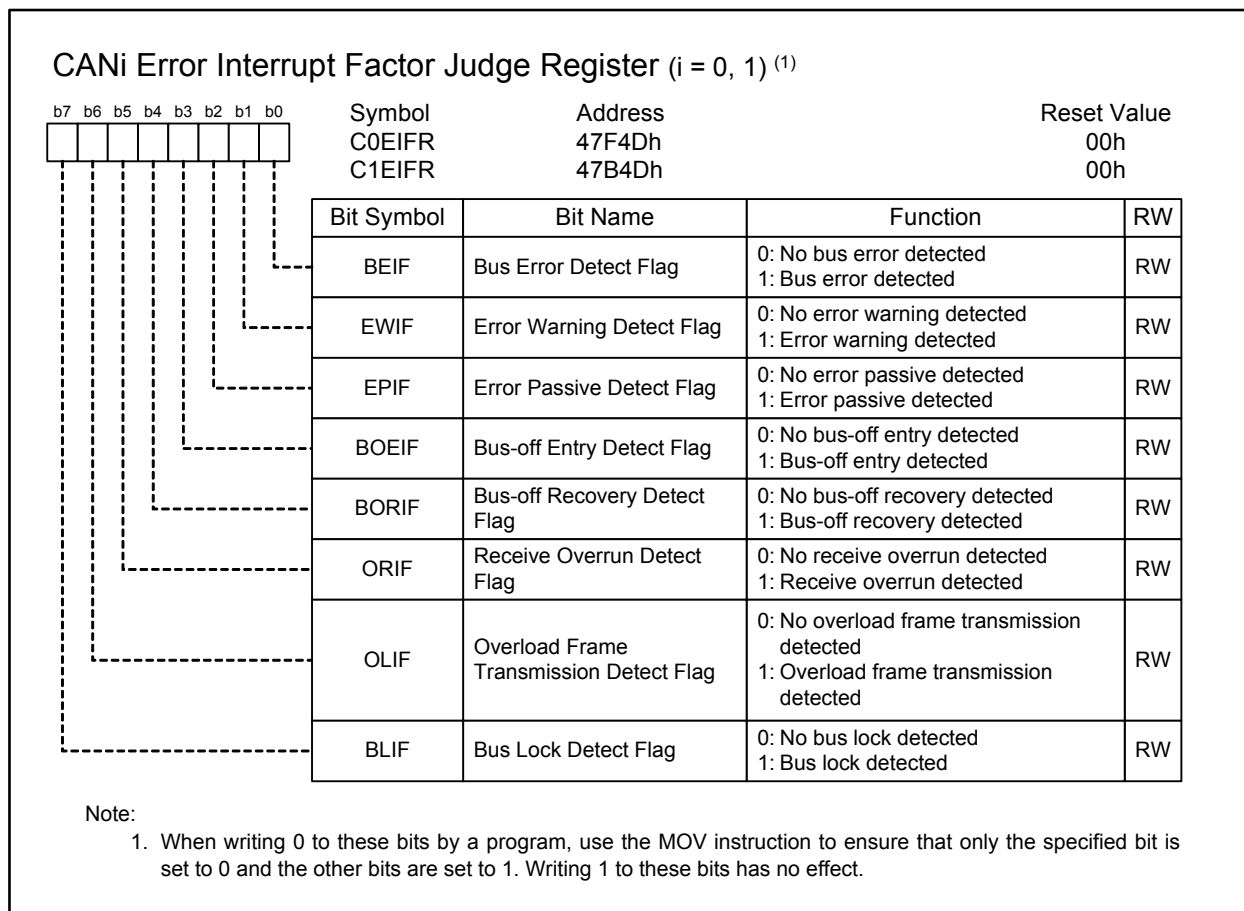 CANi Error Interrupt Factor Judge Register (i = 0, 1) (1)
b7 b6 b5 b4 b3 b2 b1 b0
Symbol Address Reset Value
C0EIFR 47F4Dh 00h
C1EIFR 47B4Dh 00h
Bit Symbol Bit Name Function RW
BEIF Bus Error Detect Flag 0: No bus error detected RW
1: Bus error detected
EWIF Error Warning Detect Flag 0: No error warning detected RW
1: Error warning detected
EPIF Error Passive Detect Flag 0: No error passive detected RW
1: Error passive detected
BOEIF Bus-off Entry Detect Flag 0: No bus-off entry detected RW
1: Bus-off entry detected
BORIF Bus-off Recovery Detect 0: No bus-off recovery detected RW
Flag 1: Bus-off recovery detected
ORIF Receive Overrun Detect 0: No receive overrun detected RW
Flag 1: Receive overrun detected
OLIF Overload Frame 0: No overload frame transmission RW
detected
Transmission Detect Flag 1: Overload frame transmission
detected
BLIF Bus Lock Detect Flag 0: No bus lock detected RW
1: Bus lock detected
Note:
1. When writing 0 to these bits by a program, use the MOV instruction to ensure that only the specified bit is
set to 0 and the other bits are set to 1. Writing 1 to these bits has no effect.